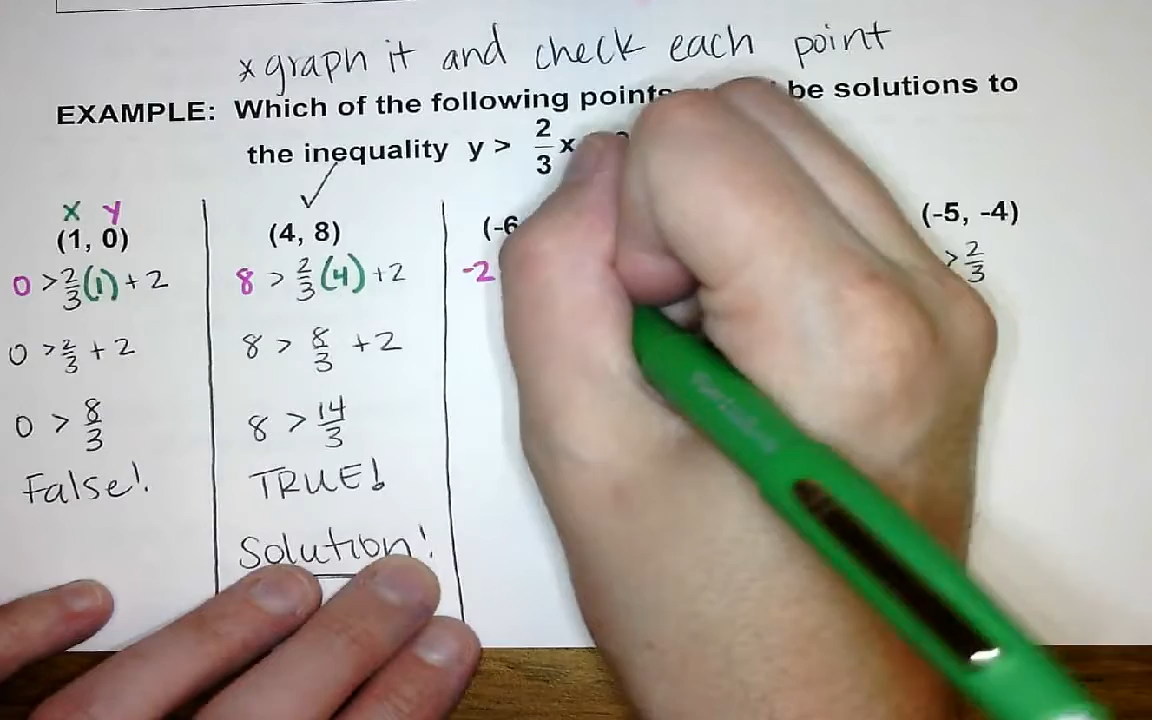 x graph it and check each point
EXAMPLE: Which of the following points be solutions to
the inequality y > 2/3 x
✓
x y
(1, 0)
0 > 2/3 (1) + 2
0 > 2/3 + 2
0 > 8/3
False!
(4, 8)
8 > 2/3 (4) + 2
8 > 8/3 + 2
8 > 14/3
TRUE!
Solution!
(-6
-2
(-5, -4)
> 2/3